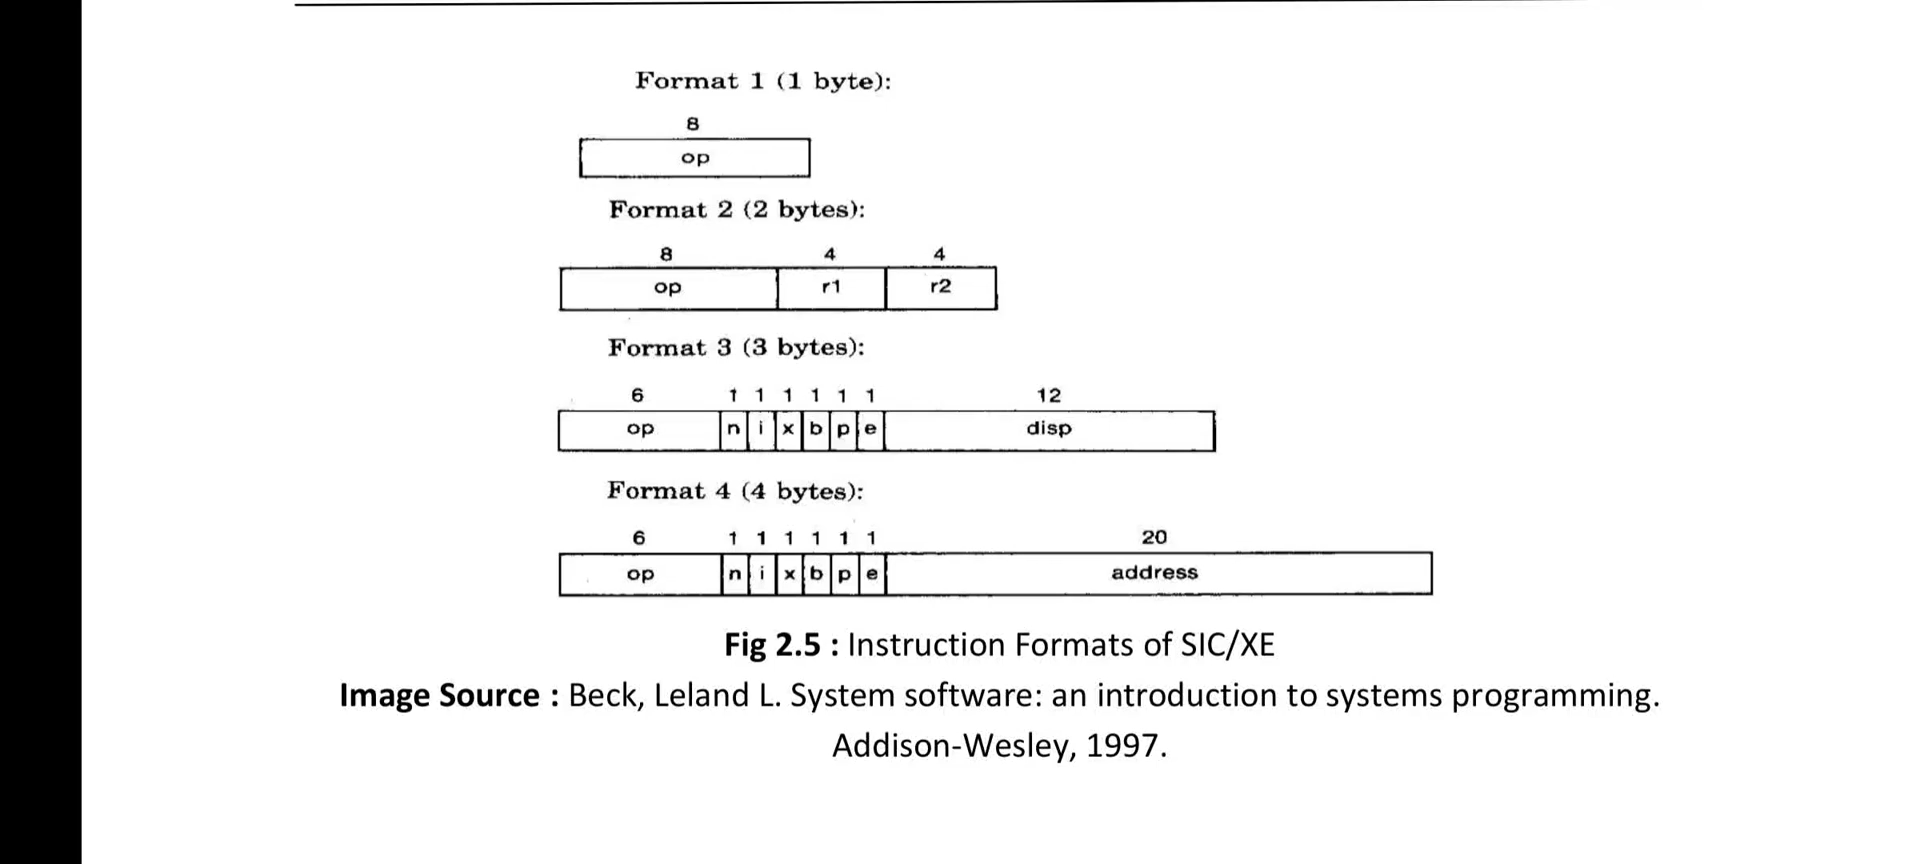 Format 1 (1 byte):
8
op
Format 2 (2 bytes):
8 4 4
op r1 r2
Format 3 (3 bytes):
6 1 1 1 1 1 1 12
op n i x b p e disp
Format 4 (4 bytes):
6 1 1 1 1 1 1 20
op n i x b p e address
Fig 2.5 : Instruction Formats of SIC/XE
Image Source : Beck, Leland L. System software: an introduction to systems programming.
Addison-Wesley, 1997.